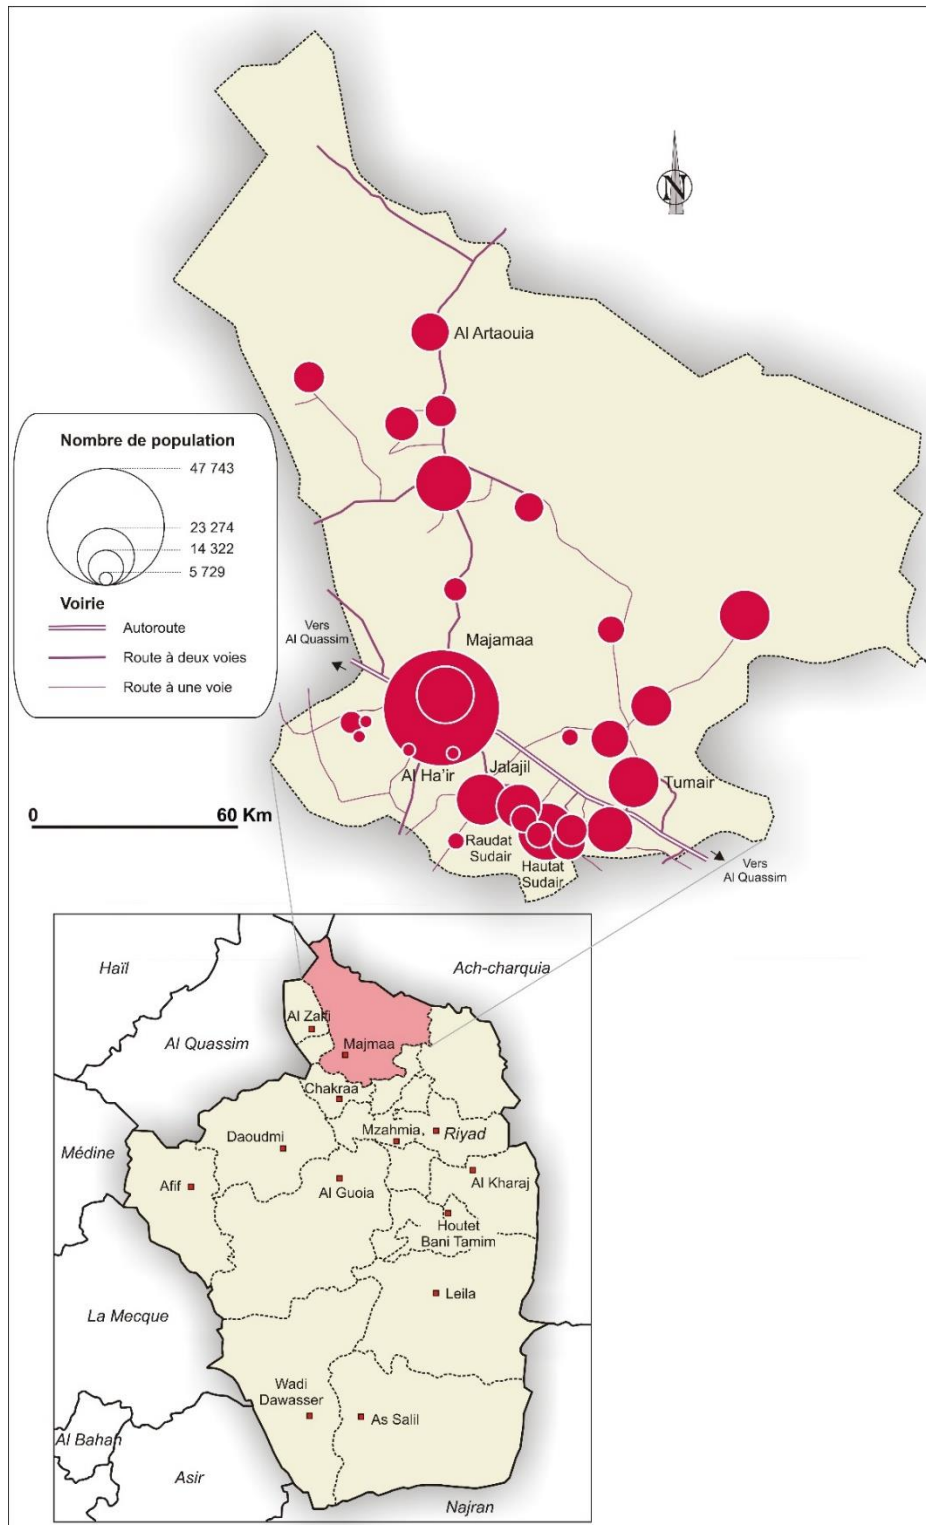 N
Al Artaouia
Nombre de population
47 743
23 274
14 322
5 729
Voirie
Autoroute
Route à deux voies
Route à une voie
Vers
Al Quassim
Majamaa
Al Ha'ir
Jalajil
Tumair
Raudat
Sudair
Hautat
Sudair
Vers
Al Quassim
0 60 Km
Haïl
Ach-charquia
Al Zalfi
Al Quassim
Majmaa
Chakraa
Daoudmi
Mzahmia
Riyad
Médine
Afif
Al Guoia
Al Kharaj
Houtet
Bani Tamim
Leila
La Mecque
Wadi
Dawasser
As Salil
Al Bahah
Asir
Najran